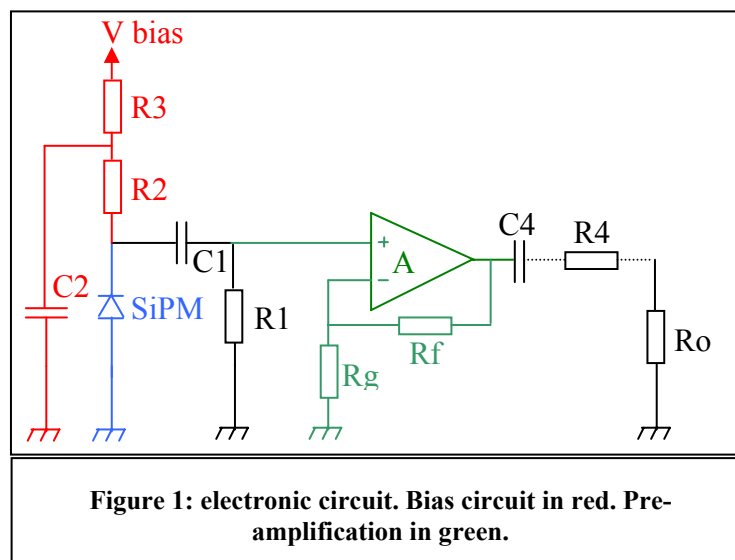 V bias
R3
R2
C1
C2
SiPM
R1
+
A
−
Rf
Rg
C4
R4
Ro
Figure 1: electronic circuit. Bias circuit in red. Pre-
amplification in green.